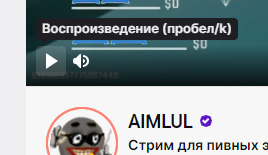 $0
Воспроизведение (пробел/k)
$0
AIMLUL
Стрим для пивных э